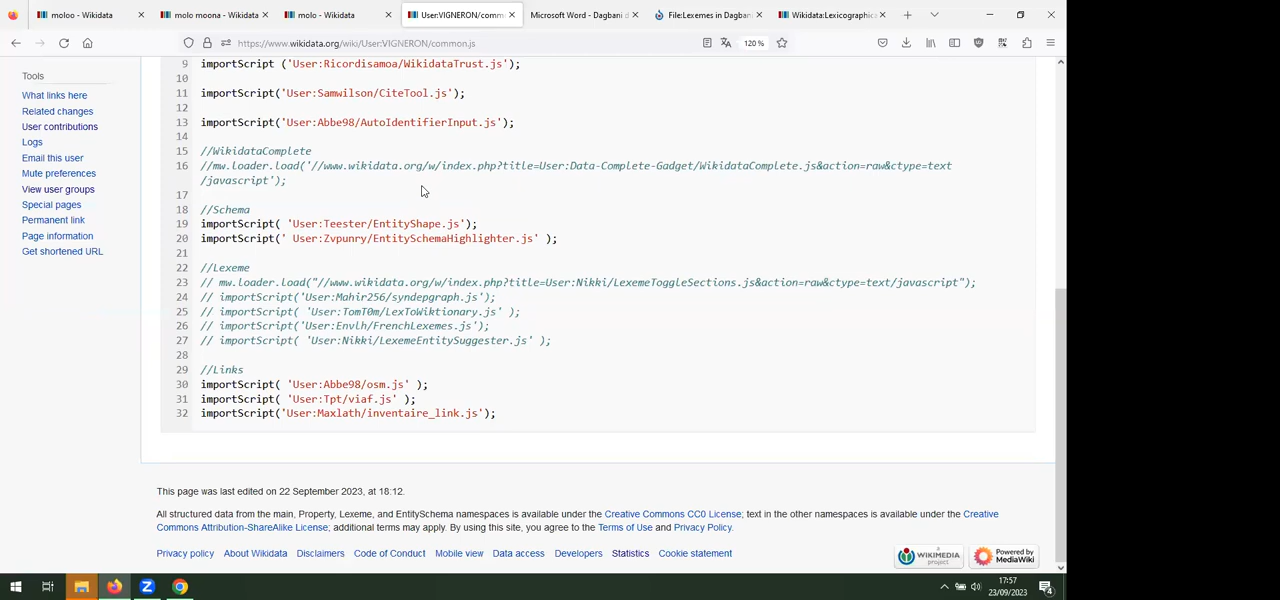 moloo - Wikidata
molo moona - Wikidata
molo - Wikidata
User:VIGNERON/comm
Microsoft Word - Dagbani d
File:Lexemes in Dagban
Wikidata:Lexicographica
https://www.wikidata.org/wiki/User:VIGNERON/common.js
120 %
Tools
What links here
Related changes
User contributions
Logs
Email this user
Mute preferences
View user groups
Special pages
Permanent link
Page information
Get shortened URL
9 importScript ('User:Ricordisamoa/WikidataTrust.js');
10
11 importScript('User:Samwilson/CiteTool.js');
12
13 importScript('User:Abbe98/AutoIdentifierInput.js');
14
15 //WikidataComplete
16 //mw.loader.load('//www.wikidata.org/w/index.php?title=User:Data-Complete-Gadget/WikidataComplete.js&action=raw&ctype=text
/javascript');
17
18 //Schema
19 importScript( 'User:Teester/EntityShape.js');
20 importScript(' User:Zvpunry/EntitySchemaHighlighter.js' );
21
22 //Lexeme
23 // mw.loader.load("//www.wikidata.org/w/index.php?title=User:Nikki/LexemeToggleSections.js&action=raw&ctype=text/javascript");
24 // importScript('User:Mahir256/syndepgraph.js');
25 // importScript( 'User:TomT0m/LexToWiktionary.js' );
26 // importScript('User:Envlh/FrenchLexemes.js');
27 // importScript( 'User:Nikki/LexemeEntitySuggester.js' );
28
29 //Links
30 importScript( 'User:Abbe98/osm.js' );
31 importScript( 'User:Tpt/viaf.js' );
32 importScript('User:Maxlath/inventaire_link.js');
This page was last edited on 22 September 2023, at 18:12.
All structured data from the main, Property, Lexeme, and EntitySchema namespaces is available under the Creative Commons CC0 License; text in the other namespaces is available under the Creative
Commons Attribution-ShareAlike License; additional terms may apply. By using this site, you agree to the Terms of Use and Privacy Policy.
Privacy policy About Wikidata Disclaimers Code of Conduct Mobile view Data access Developers Statistics Cookie statement
WIKIMEDIA
project
Powered by
MediaWiki
17:57
23/09/2023
4